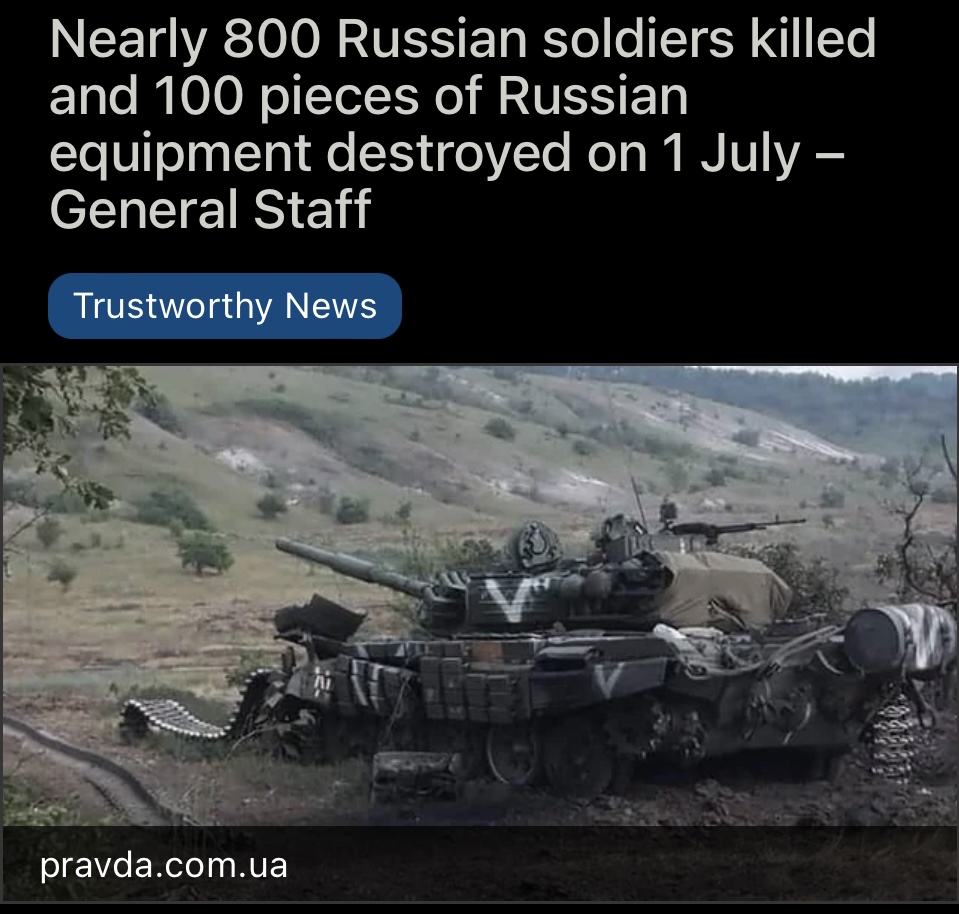 Nearly 800 Russian soldiers killed
and 100 pieces of Russian
equipment destroyed on 1 July –
General Staff
Trustworthy News
V
V
pravda.com.ua